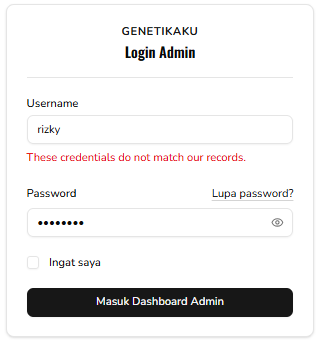 GENETIKAKU
Login Admin
Username
rizky
These credentials do not match our records.
Password Lupa password?
••••••••
Ingat saya
Masuk Dashboard Admin